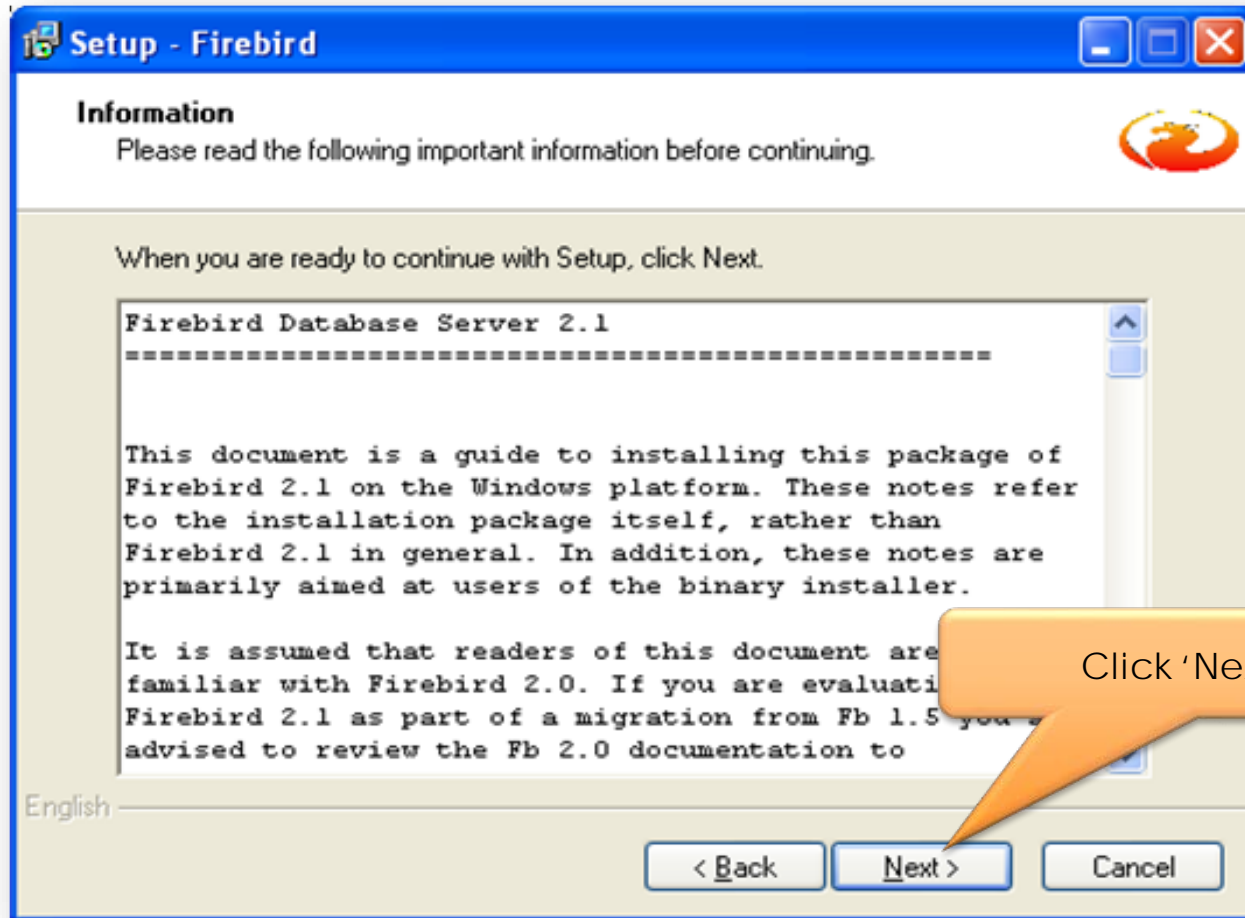 Setup - Firebird
Information
Please read the following important information before continuing.
When you are ready to continue with Setup, click Next.
Firebird Database Server 2.1
==================================================
This document is a guide to installing this package of
Firebird 2.1 on the Windows platform. These notes refer
to the installation package itself, rather than
Firebird 2.1 in general. In addition, these notes are
primarily aimed at users of the binary installer.
It is assumed that readers of this document are
familiar with Firebird 2.0. If you are
Firebird 2.1 as part of a migration from Fb 1.5 you
advised to review the Fb 2.0 documentation to
Click
English
< Back
Next >
Cancel